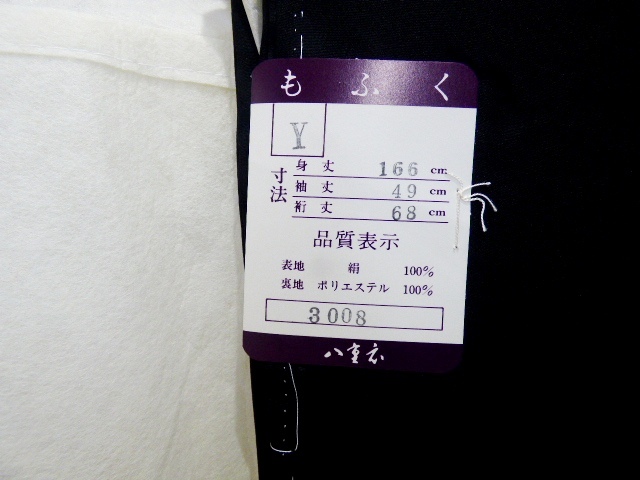 もふく
Y
寸法
身丈 166 cm
袖丈 49 cm
裄丈 68 cm
品質表示
表地 絹 100%
裏地 ポリエステル 100%
3008
八重衣